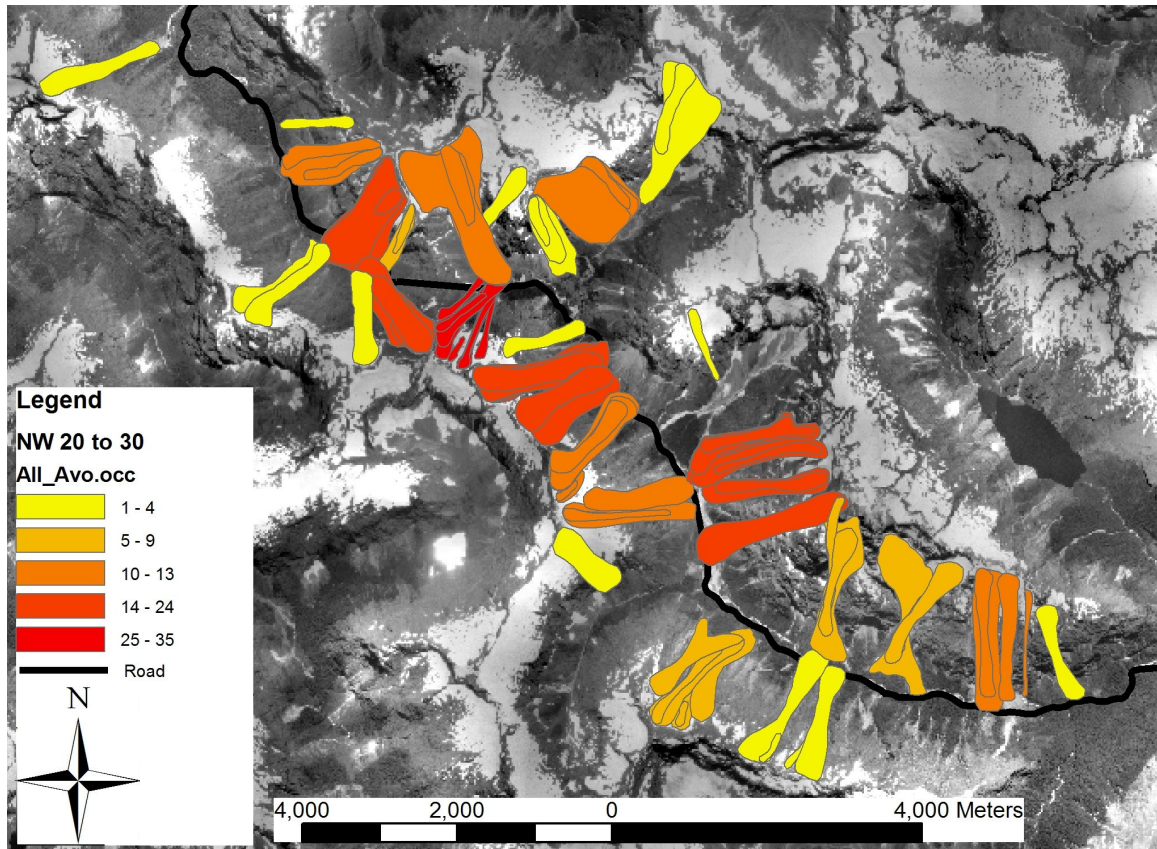 Legend
NW 20 to 30
All_Avo.occ
1 - 4
5 - 9
10 - 13
14 - 24
25 - 35
Road
N
4,000 2,000 0 4,000 Meters